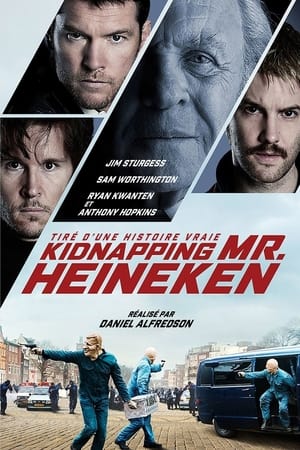 JIM STURGESS
SAM WORTHINGTON
RYAN KWANTEN
ET
ANTHONY HOPKINS
TIRÉ D'UNE HISTOIRE VRAIE
KIDNAPPING MR.
HEINEKEN
RÉALISÉ PAR
DANIEL ALFREDSON